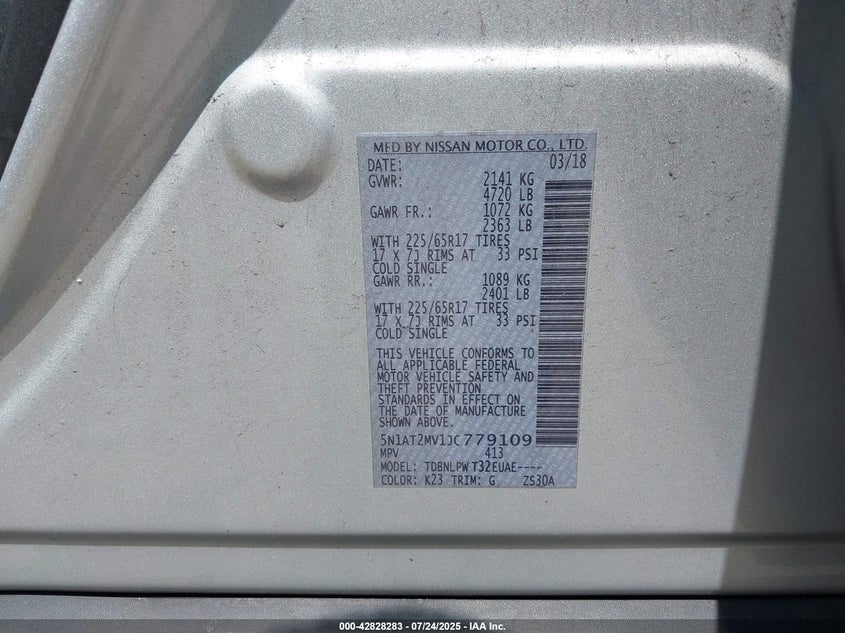 MFD BY NISSAN MOTOR CO., LTD.
DATE: 03/18
GVWR: 2141 KG
4720 LB
GAWR FR.: 1072 KG
2363 LB
WITH 225/65R17 TIRES
17 X 7J RIMS AT 33 PSI
COLD SINGLE
GAWR RR.: 1089 KG
2401 LB
WITH 225/65R17 TIRES
17 X 7J RIMS AT 33 PSI
COLD SINGLE
THIS VEHICLE CONFORMS TO
ALL APPLICABLE FEDERAL
MOTOR VEHICLE SAFETY AND
THEFT PREVENTION
STANDARDS IN EFFECT ON
THE DATE OF MANUFACTURE
SHOWN ABOVE.
5N1AT2MV1JC779109
MPV 413
MODEL: TDBNLPW T32EUAE----
COLOR: K23 TRIM: G ZS30A
000-42828283 - 07/24/2025 - IAA Inc.